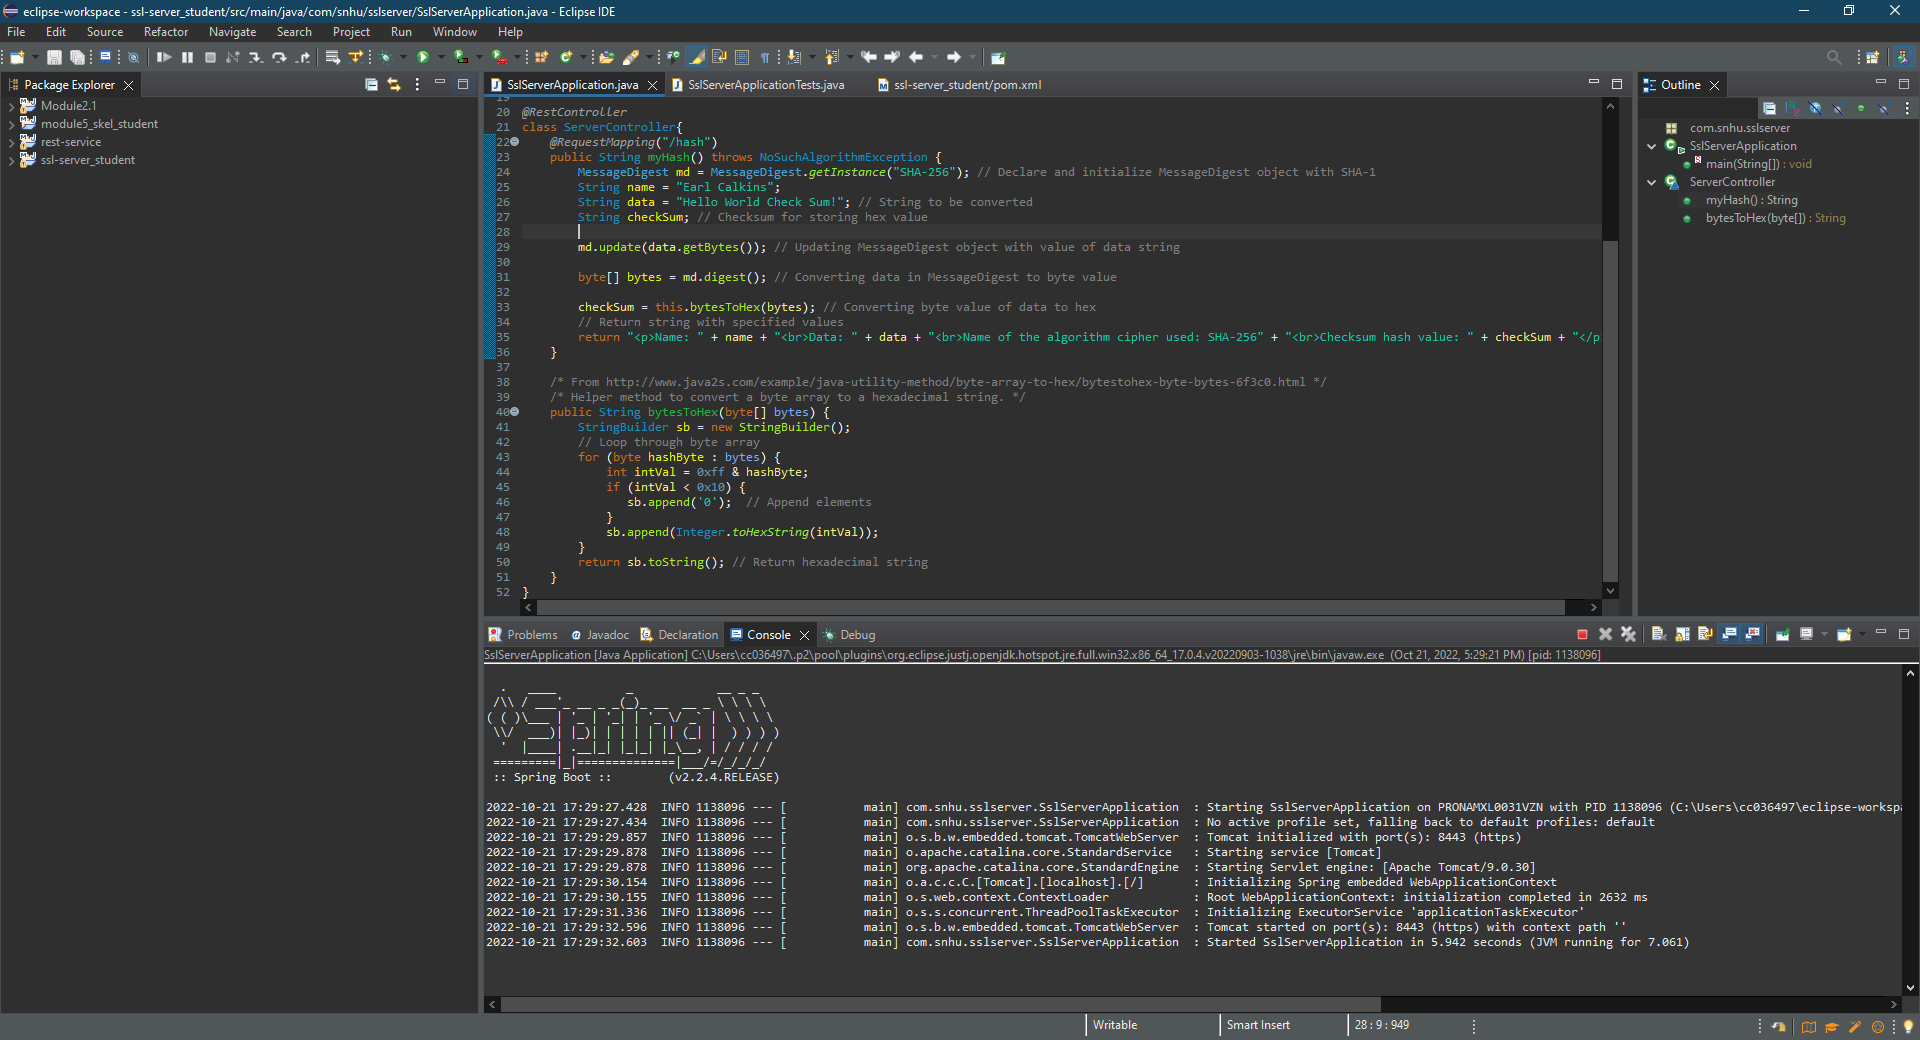 eclipse-workspace - ssl-server_student/src/main/java/com/snhu/sslserver/SslServerApplication.java - Eclipse IDE
File Edit Source Refactor Navigate Search Project Run Window Help
Package Explorer
Module2.1
module5_skel_student
rest-service
ssl-server_student
SslServerApplication.java SslServerApplicationTests.java ssl-server_student/pom.xml
19
20 @RestController
21 class ServerController{
22 @RequestMapping("/hash")
23 public String myHash() throws NoSuchAlgorithmException {
24 MessageDigest md = MessageDigest.getInstance("SHA-256"); // Declare and initialize MessageDigest object with SHA-1
25 String name = "Earl Calkins";
26 String data = "Hello World Check Sum!"; // String to be converted
27 String checkSum; // Checksum for storing hex value
28
29 md.update(data.getBytes()); // Updating MessageDigest object with value of data string
30
31 byte[] bytes = md.digest(); // Converting data in MessageDigest to byte value
32
33 checkSum = this.bytesToHex(bytes); // Converting byte value of data to hex
34 // Return string with specified values
35 return "<p>Name: " + name + "<br>Data: " + data + "<br>Name of the algorithm cipher used: SHA-256" + "<br>Checksum hash value: " + checkSum + "</p
36 }
37
38 /* From http://www.java2s.com/example/java-utility-method/byte-array-to-hex/bytestohex-byte-bytes-6f3c0.html */
39 /* Helper method to convert a byte array to a hexadecimal string. */
40 public String bytesToHex(byte[] bytes) {
41 StringBuilder sb = new StringBuilder();
42 // Loop through byte array
43 for (byte hashByte : bytes) {
44 int intVal = 0xff & hashByte;
45 if (intVal < 0x10) {
46 sb.append('0'); // Append elements
47 }
48 sb.append(Integer.toHexString(intVal));
49 }
50 return sb.toString(); // Return hexadecimal string
51 }
52 }
Outline
com.snhu.sslserver
SslServerApplication
main(String[]) : void
ServerController
myHash() : String
bytesToHex(byte[]) : String
Problems Javadoc Declaration Console Debug
SslServerApplication [Java Application] C:\Users\cc036497\.p2\pool\plugins\org.eclipse.justj.openjdk.hotspot.jre.full.win32.x86_64_17.0.4.v20220903-1038\jre\bin\javaw.exe (Oct 21, 2022, 5:29:21 PM) [pid: 1138096]
Spring
:: Spring Boot :: (v2.2.4.RELEASE)
2022-10-21 17:29:27.428 INFO 1138096 --- [ main] com.snhu.sslserver.SslServerApplication : Starting SslServerApplication on PRONAMXL0031VZN with PID 1138096 (C:\Users\cc036497\eclipse-workspa
2022-10-21 17:29:27.434 INFO 1138096 --- [ main] com.snhu.sslserver.SslServerApplication : No active profile set, falling back to default profiles: default
2022-10-21 17:29:29.857 INFO 1138096 --- [ main] o.s.b.w.embedded.tomcat.TomcatWebServer : Tomcat initialized with port(s): 8443 (https)
2022-10-21 17:29:29.878 INFO 1138096 --- [ main] o.apache.catalina.core.StandardService : Starting service [Tomcat]
2022-10-21 17:29:29.878 INFO 1138096 --- [ main] org.apache.catalina.core.StandardEngine : Starting Servlet engine: [Apache Tomcat/9.0.30]
2022-10-21 17:29:30.154 INFO 1138096 --- [ main] o.a.c.c.C.[Tomcat].[localhost].[/] : Initializing Spring embedded WebApplicationContext
2022-10-21 17:29:30.155 INFO 1138096 --- [ main] o.s.web.context.ContextLoader : Root WebApplicationContext: initialization completed in 2632 ms
2022-10-21 17:29:31.336 INFO 1138096 --- [ main] o.s.s.concurrent.ThreadPoolTaskExecutor : Initializing ExecutorService 'applicationTaskExecutor'
2022-10-21 17:29:32.596 INFO 1138096 --- [ main] o.s.b.w.embedded.tomcat.TomcatWebServer : Tomcat started on port(s): 8443 (https) with context path ''
2022-10-21 17:29:32.603 INFO 1138096 --- [ main] com.snhu.sslserver.SslServerApplication : Started SslServerApplication in 5.942 seconds (JVM running for 7.061)
Writable Smart Insert 28 : 9 : 949